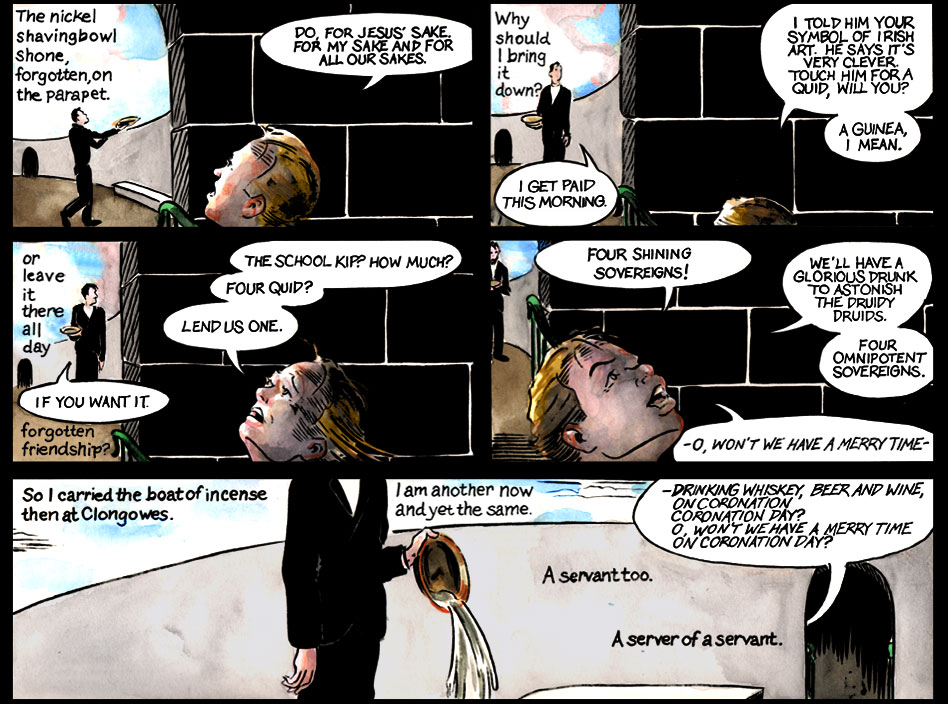 The nickel
shavingbowl
shone,
forgotten, on
the parapet.
DO, FOR JESUS' SAKE.
FOR MY SAKE AND FOR
ALL OUR SAKES.
Why
should
I bring
it
down?
I TOLD HIM YOUR
SYMBOL OF IRISH
ART. HE SAYS IT'S
VERY CLEVER.
TOUCH HIM FOR A
QUID, WILL YOU?
A GUINEA,
I MEAN.
I GET PAID
THIS MORNING.
or
leave
it
there
all
day
THE SCHOOL KIP? HOW MUCH?
FOUR QUID?
LEND US ONE.
IF YOU WANT IT.
forgotten
friendship?
FOUR SHINING
SOVEREIGNS!
WE'LL HAVE A
GLORIOUS DRUNK
TO ASTONISH
THE DRUIDY
DRUIDS.
FOUR
OMNIPOTENT
SOVEREIGNS.
-O, WON'T WE HAVE A MERRY TIME-
So I carried the boat of incense
then at Clongowes.
I am another now
and yet the same.
-DRINKING WHISKEY, BEER AND WINE,
ON CORONATION
CORONATION DAY?
O, WON'T WE HAVE A MERRY TIME
ON CORONATION DAY?
A servant too.
A server of a servant.